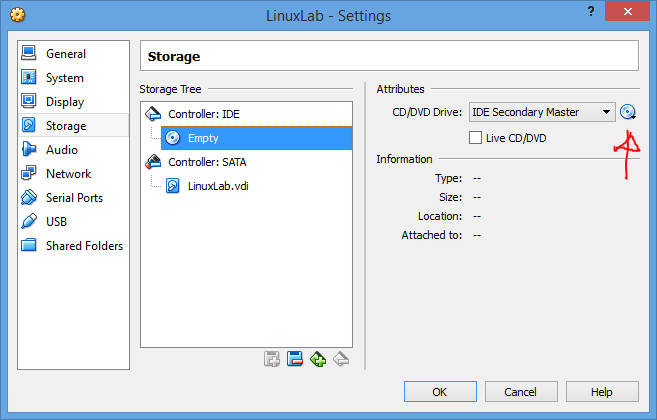 LinuxLab - Settings
?
General
System
Display
Storage
Audio
Network
Serial Ports
USB
Shared Folders
Storage
Storage Tree
Controller: IDE
Empty
Controller: SATA
LinuxLab.vdi
Attributes
CD/DVD Drive: IDE Secondary Master
Live CD/DVD
Information
Type: --
Size: --
Location: --
Attached to: --
OK
Cancel
Help